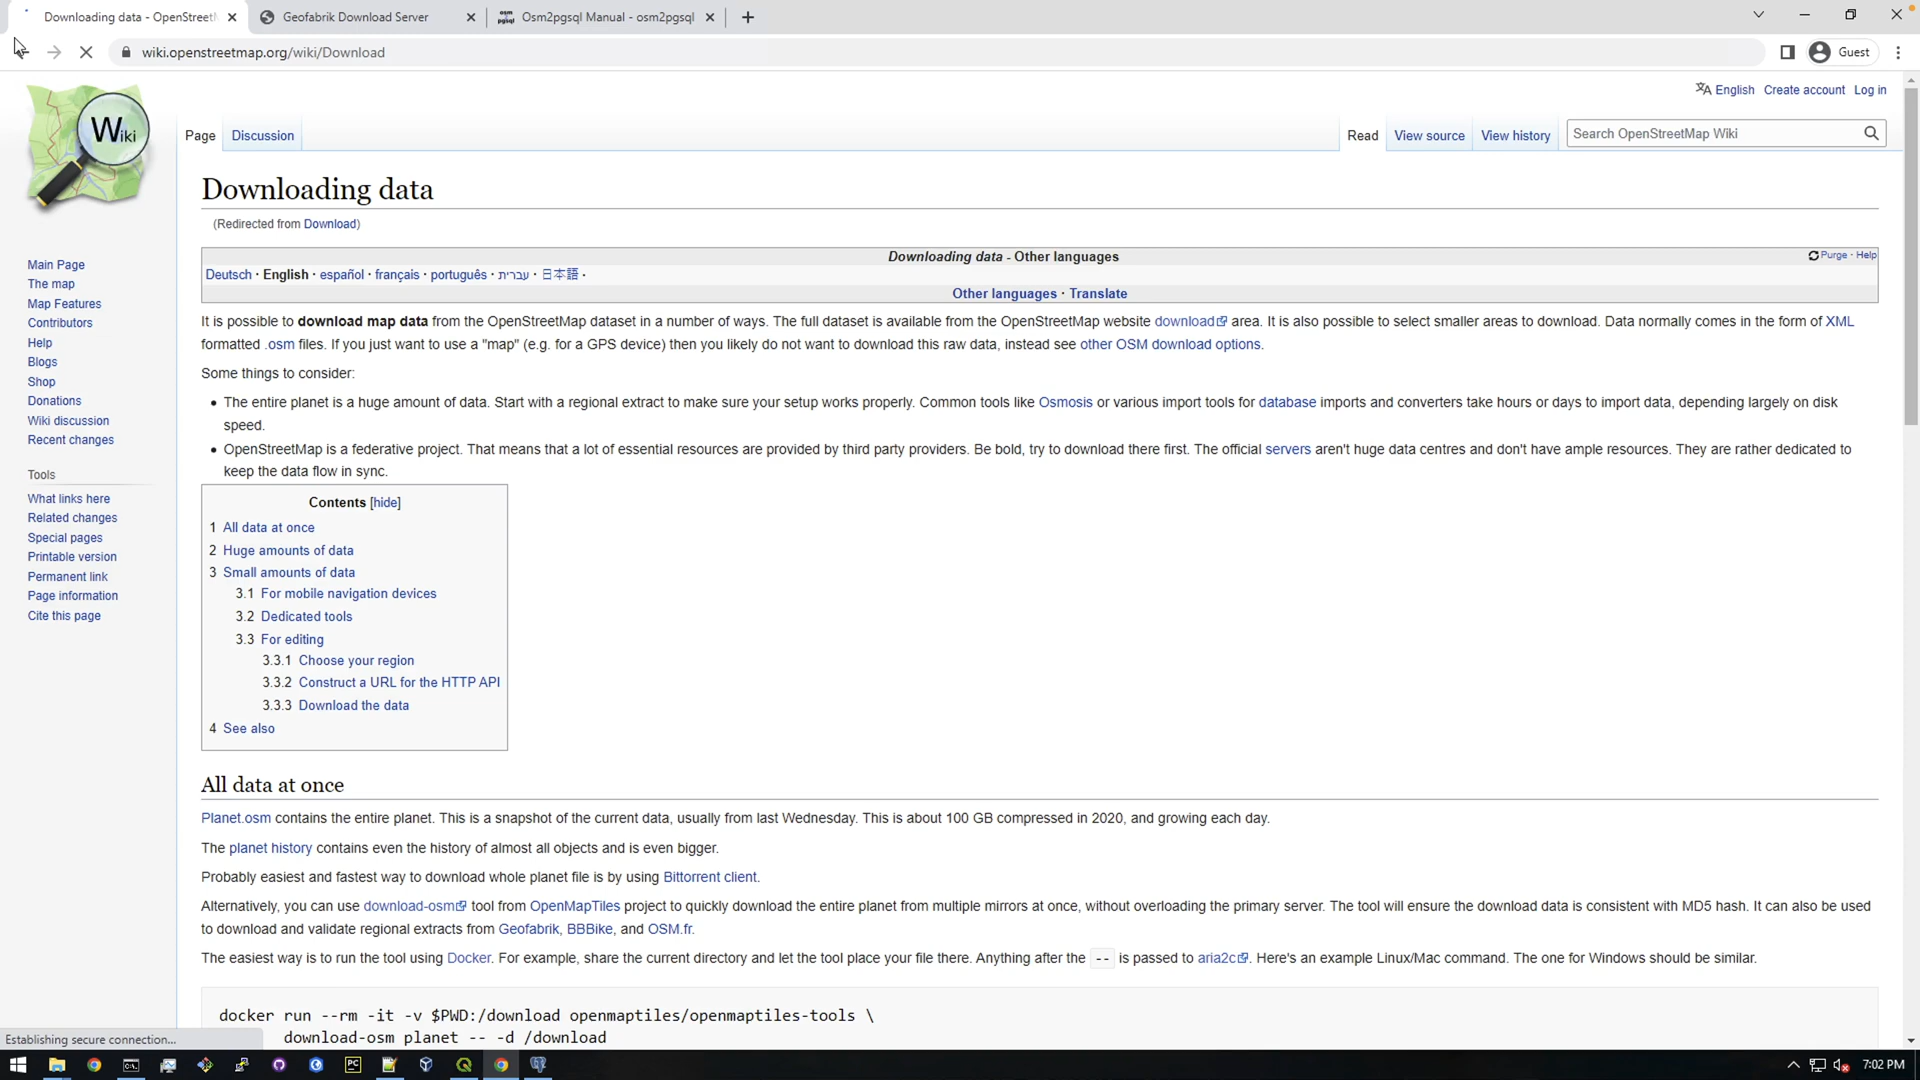 Downloading data - OpenStreetM
Geofabrik Download Server
osm pgsql
Osm2pgsql Manual - osm2pgsql
wiki.openstreetmap.org/wiki/Download
Guest
Wiki
English Create account Log in
Page Discussion
Read View source View history
Search OpenStreetMap Wiki
Downloading data
(Redirected from Download)
Downloading data - Other languages
Purge · Help
Deutsch · English · español · français · português · עברית · 日本語 ·
Other languages · Translate
Main Page
The map
Map Features
Contributors
Help
Blogs
Shop
Donations
Wiki discussion
Recent changes
Tools
What links here
Related changes
Special pages
Printable version
Permanent link
Page information
Cite this page
It is possible to download map data from the OpenStreetMap dataset in a number of ways. The full dataset is available from the OpenStreetMap website download area. It is also possible to select smaller areas to download. Data normally comes in the form of XML
formatted .osm files. If you just want to use a "map" (e.g. for a GPS device) then you likely do not want to download this raw data, instead see other OSM download options.
Some things to consider:
• The entire planet is a huge amount of data. Start with a regional extract to make sure your setup works properly. Common tools like Osmosis or various import tools for database imports and converters take hours or days to import data, depending largely on disk
speed.
• OpenStreetMap is a federative project. That means that a lot of essential resources are provided by third party providers. Be bold, try to download there first. The official servers aren't huge data centres and don't have ample resources. They are rather dedicated to
keep the data flow in sync.
Contents [hide]
1 All data at once
2 Huge amounts of data
3 Small amounts of data
3.1 For mobile navigation devices
3.2 Dedicated tools
3.3 For editing
3.3.1 Choose your region
3.3.2 Construct a URL for the HTTP API
3.3.3 Download the data
4 See also
All data at once
Planet.osm contains the entire planet. This is a snapshot of the current data, usually from last Wednesday. This is about 100 GB compressed in 2020, and growing each day.
The planet history contains even the history of almost all objects and is even bigger.
Probably easiest and fastest way to download whole planet file is by using Bittorrent client.
Alternatively, you can use download-osm tool from OpenMapTiles project to quickly download the entire planet from multiple mirrors at once, without overloading the primary server. The tool will ensure the download data is consistent with MD5 hash. It can also be used
to download and validate regional extracts from Geofabrik, BBBike, and OSM.fr.
The easiest way is to run the tool using Docker. For example, share the current directory and let the tool place your file there. Anything after the -- is passed to aria2c. Here's an example Linux/Mac command. The one for Windows should be similar.
docker run --rm -it -v $PWD:/download openmaptiles/openmaptiles-tools \
download-osm planet -- -d /download
Establishing secure connection...
PC
7:02 PM